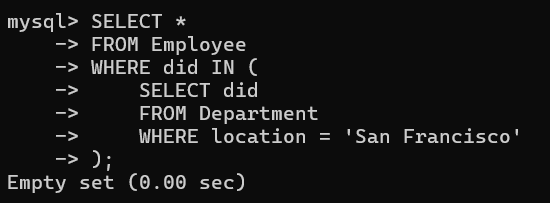 mysql> SELECT *
    -> FROM Employee
    -> WHERE did IN (
    ->     SELECT did
    ->     FROM Department
    ->     WHERE location = 'San Francisco'
    -> );
Empty set (0.00 sec)